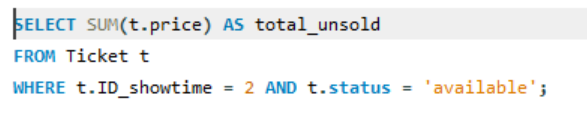 SELECT SUM(t.price) AS total_unsold
FROM Ticket t
WHERE t.ID_showtime = 2 AND t.status = 'available';